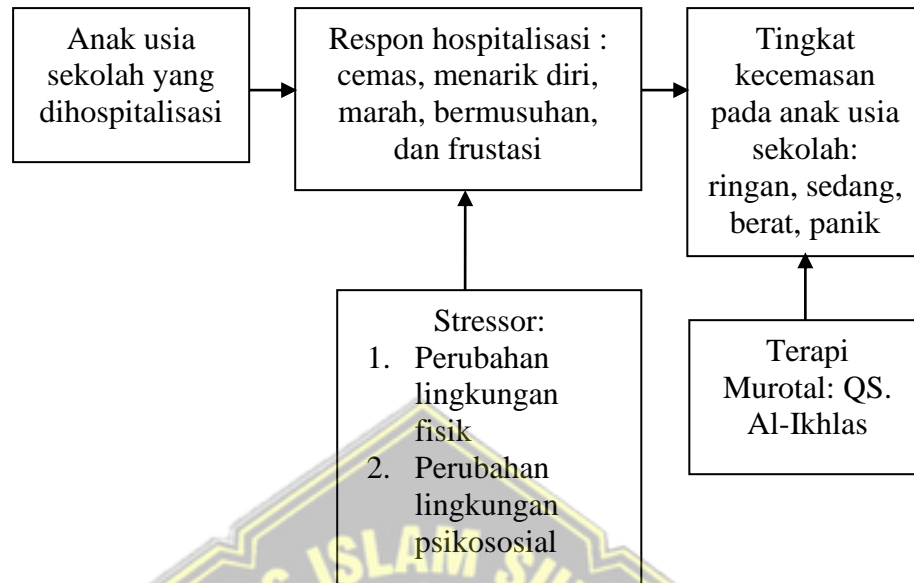 Anak usia
sekolah yang
dihospitalisasi
Respon hospitalisasi :
cemas, menarik diri,
marah, bermusuhan,
dan frustasi
Tingkat
kecemasan
pada anak usia
sekolah:
ringan, sedang,
berat, panik
Stressor:
1. Perubahan
lingkungan
fisik
2. Perubahan
lingkungan
psikososial
Terapi
Murotal: QS.
Al-Ikhlas
ISLAM